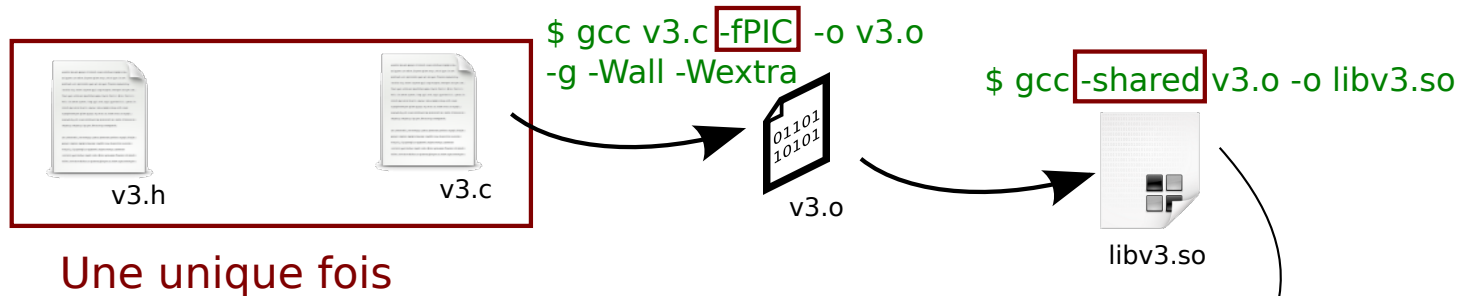 $ gcc v3.c -fPIC -o v3.o
-g -Wall -Wextra
$ gcc -shared v3.o -o libv3.so
01101
10101
v3.h
v3.c
v3.o
libv3.so
Une unique fois